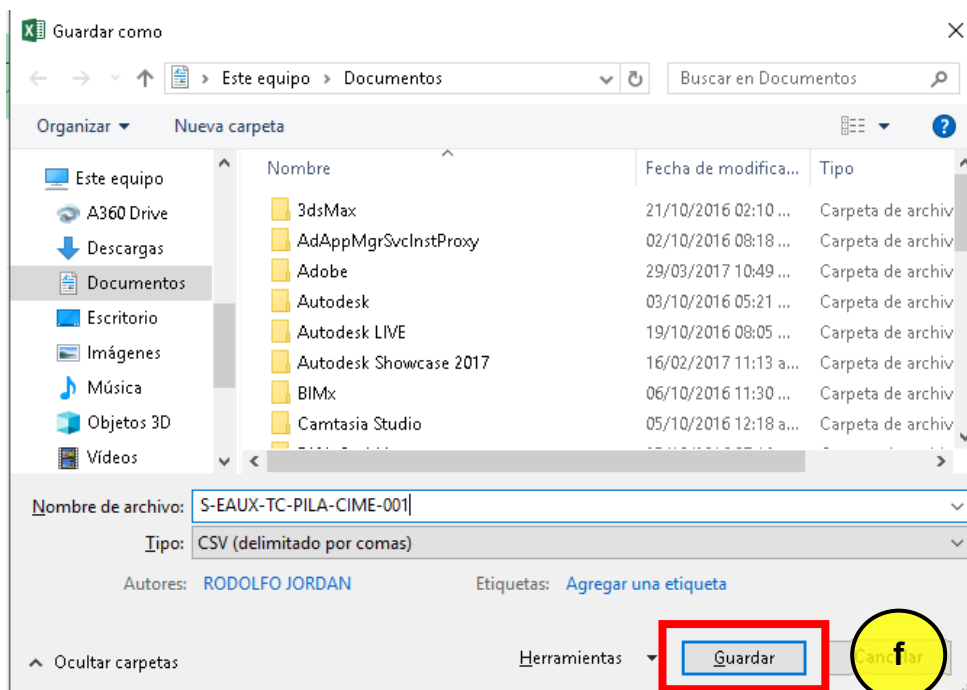 Guardar como
Este equipo > Documentos
Buscar en Documentos
Organizar
Nueva carpeta
Nombre
Fecha de modifica...
Tipo
Este equipo
A360 Drive
Descargas
Documentos
Escritorio
Imágenes
Música
Objetos 3D
Vídeos
3dsMax 21/10/2016 02:10 ... Carpeta de archiv
AdAppMgrSvcInstProxy 02/10/2016 08:18 ... Carpeta de archiv
Adobe 29/03/2017 10:49 ... Carpeta de archiv
Autodesk 03/10/2016 05:21 ... Carpeta de archiv
Autodesk LIVE 19/10/2016 08:05 ... Carpeta de archiv
Autodesk Showcase 2017 16/02/2017 11:13 a... Carpeta de archiv
BIMx 06/10/2016 11:30 ... Carpeta de archiv
Camtasia Studio 05/10/2016 12:18 a... Carpeta de archiv
Nombre de archivo: S-EAUX-TC-PILA-CIME-001
Tipo: CSV (delimitado por comas)
Autores: RODOLFO JORDAN Etiquetas: Agregar una etiqueta
Ocultar carpetas
Herramientas
Guardar
Cancelar
f